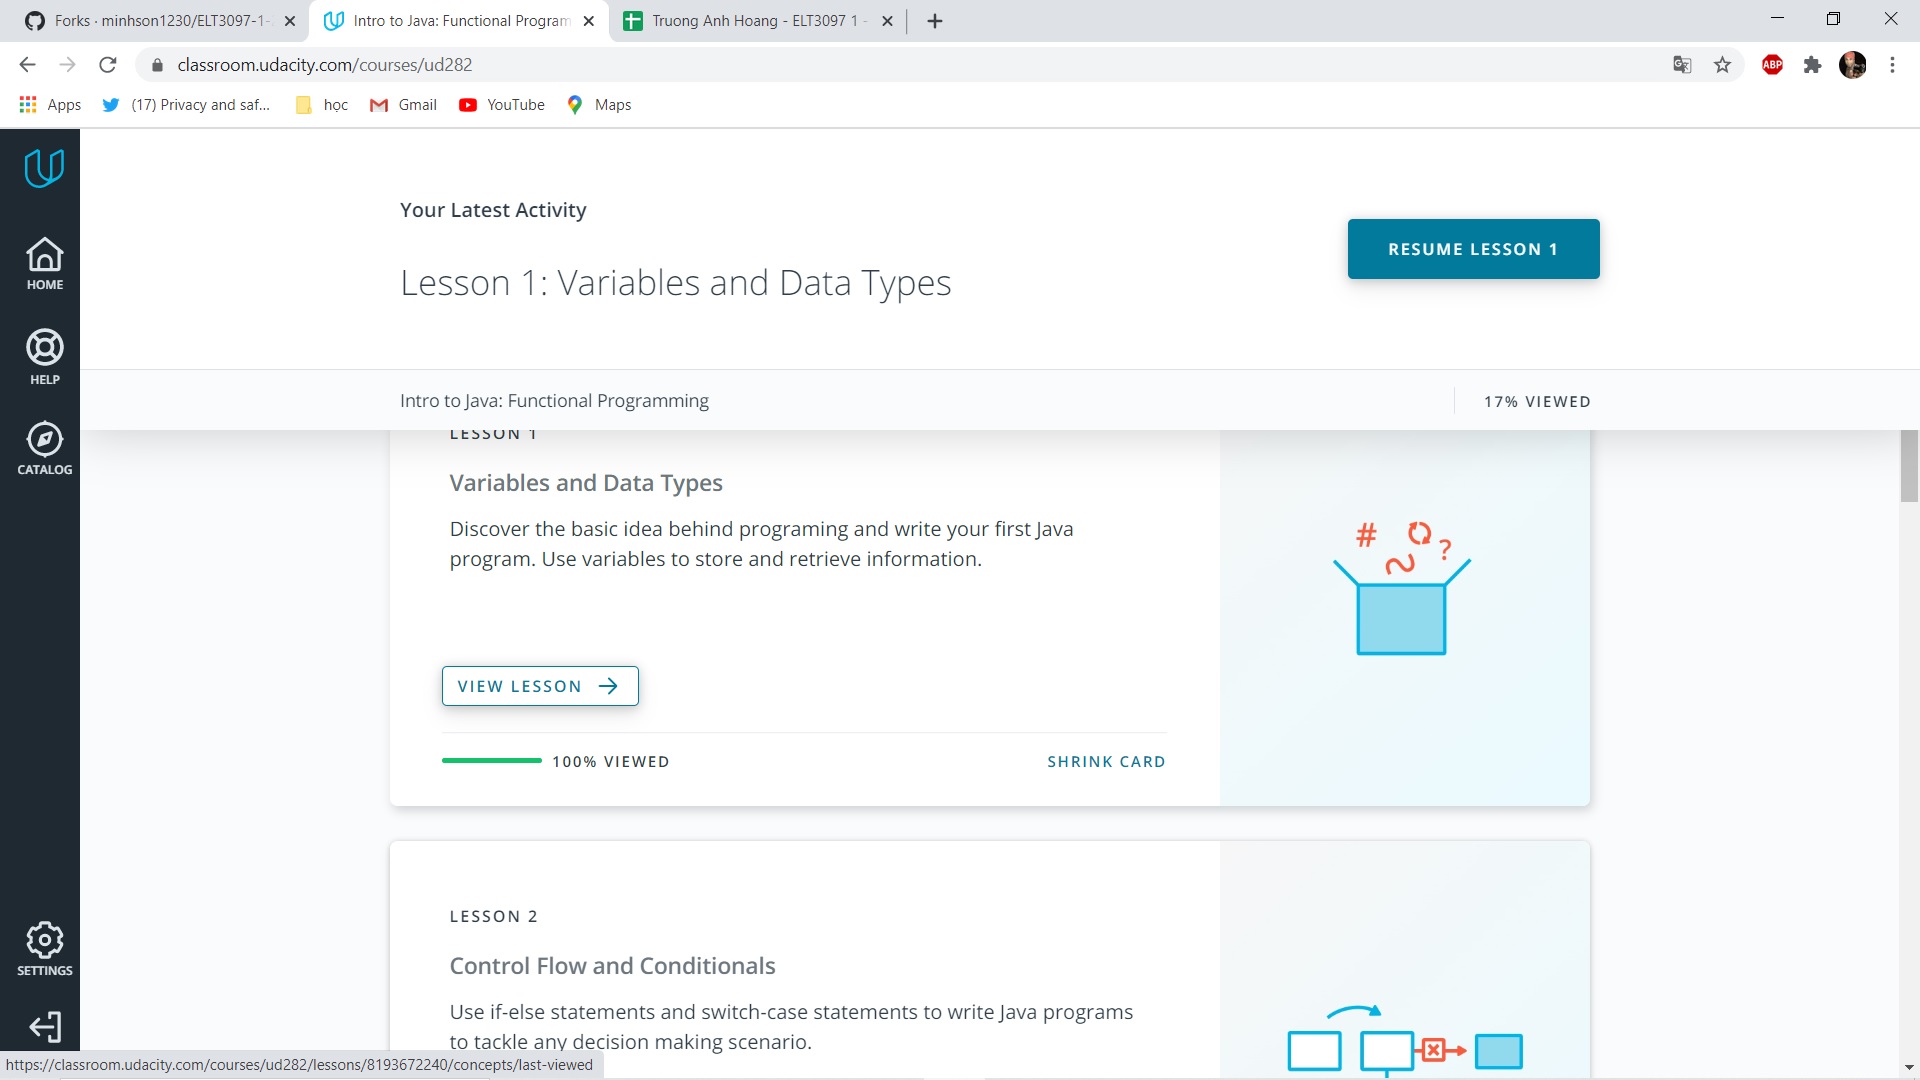 Forks · minhson1230/ELT3097-1-
Intro to Java: Functional Program
Truong Anh Hoang - ELT3097 1 -
classroom.udacity.com/courses/ud282
ABP
Apps
(17) Privacy and saf...
học
Gmail
YouTube
Maps
HOME
HELP
CATALOG
SETTINGS
Your Latest Activity
Lesson 1: Variables and Data Types
RESUME LESSON 1
Intro to Java: Functional Programming
17% VIEWED
LESSON 1
Variables and Data Types
Discover the basic idea behind programing and write your first Java
program. Use variables to store and retrieve information.
# ?
VIEW LESSON
100% VIEWED
SHRINK CARD
LESSON 2
Control Flow and Conditionals
Use if-else statements and switch-case statements to write Java programs
to tackle any decision making scenario.
https://classroom.udacity.com/courses/ud282/lessons/8193672240/concepts/last-viewed